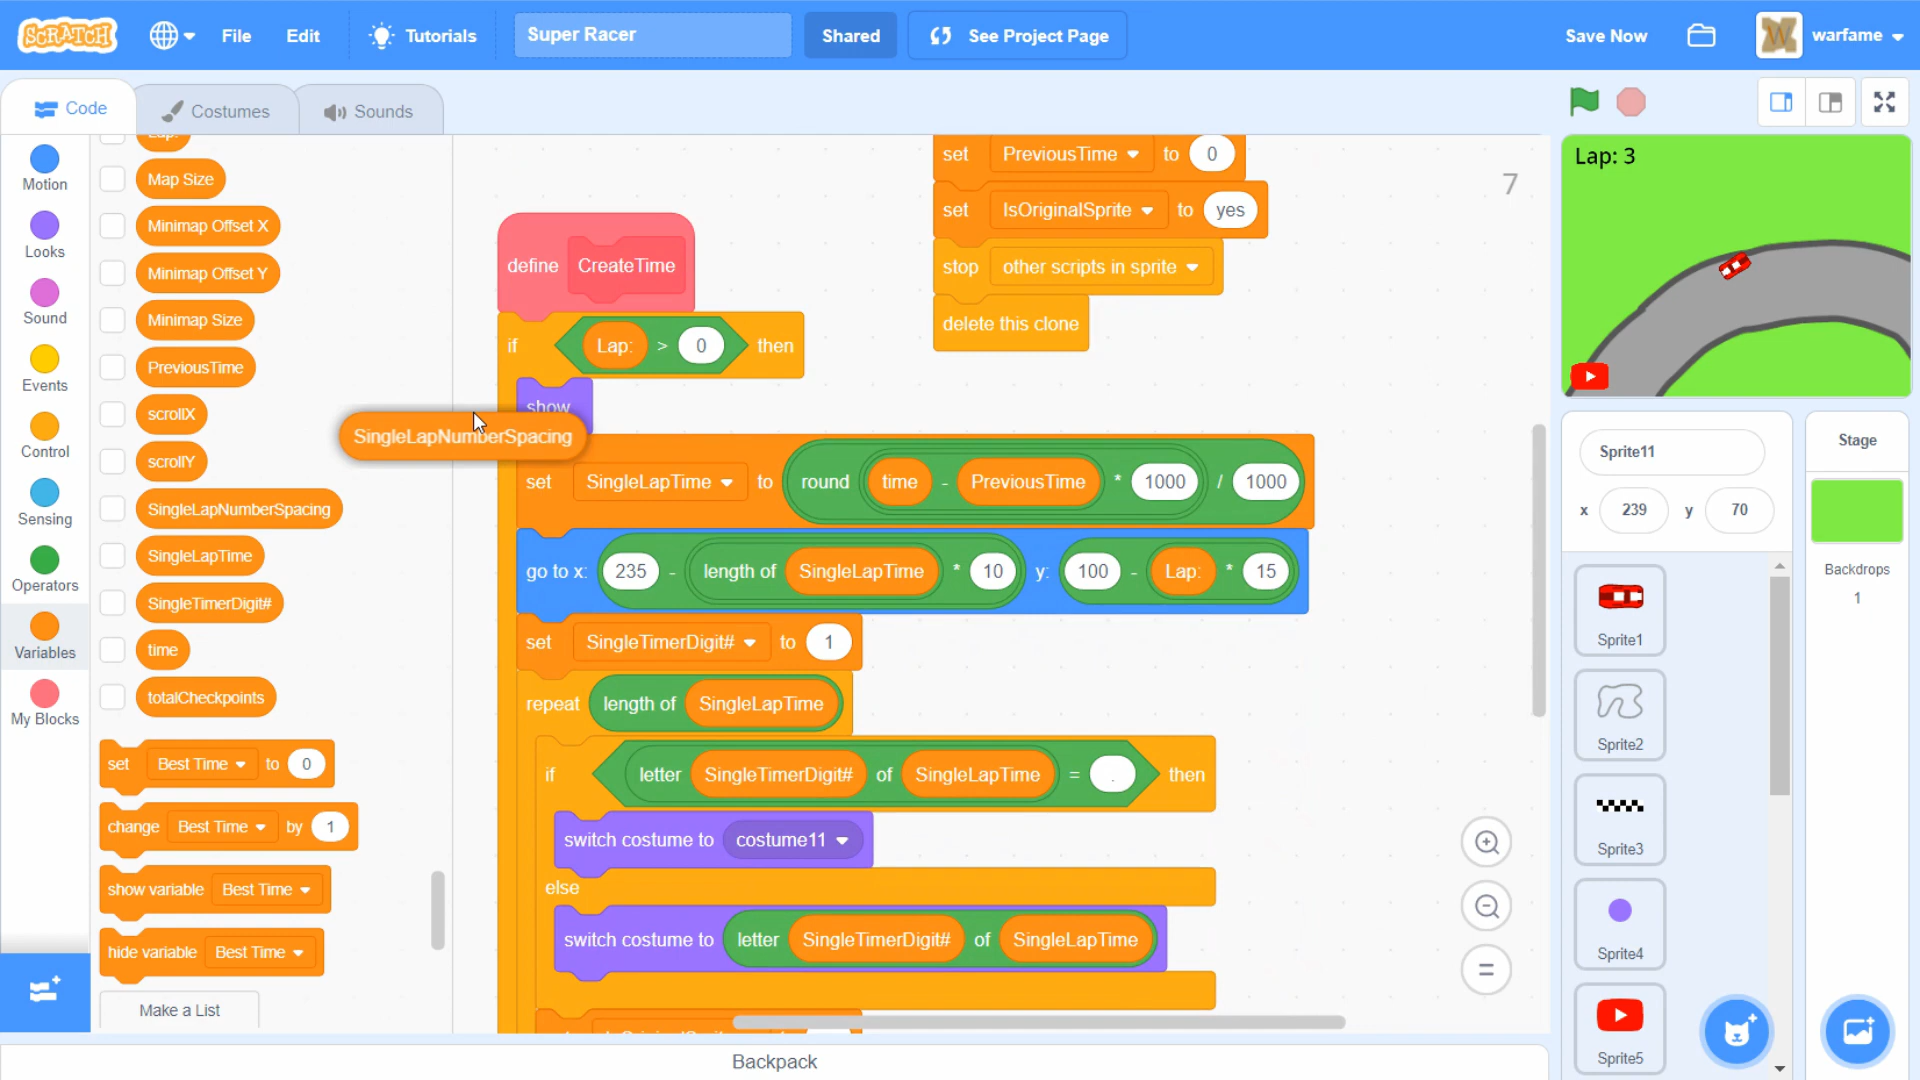 SCRATCH
File
Edit
Tutorials
Super Racer
Shared
See Project Page
Save Now
warfame
Code
Costumes
Sounds
Motion
Looks
Sound
Events
Control
Sensing
Operators
Variables
My Blocks
Lap:
Map Size
Minimap Offset X
Minimap Offset Y
Minimap Size
PreviousTime
scrollX
scrollY
SingleLapNumberSpacing
SingleLapTime
SingleTimerDigit#
time
totalCheckpoints
set Best Time to 0
change Best Time by 1
show variable Best Time
hide variable Best Time
Make a List
set PreviousTime to 0
set IsOriginalSprite to yes
stop other scripts in sprite
delete this clone
7
define CreateTime
if Lap: > 0 then
show
SingleLapNumberSpacing
set SingleLapTime to round time - PreviousTime * 1000 / 1000
go to x: 235 - length of SingleLapTime * 10 y: 100 - Lap: * 15
set SingleTimerDigit# to 1
repeat length of SingleLapTime
if letter SingleTimerDigit# of SingleLapTime = . then
switch costume to costume11
else
switch costume to letter SingleTimerDigit# of SingleLapTime
Backpack
Lap: 3
Sprite11
x 239 y 70
Stage
Backdrops
1
Sprite1
Sprite2
Sprite3
Sprite4
Sprite5